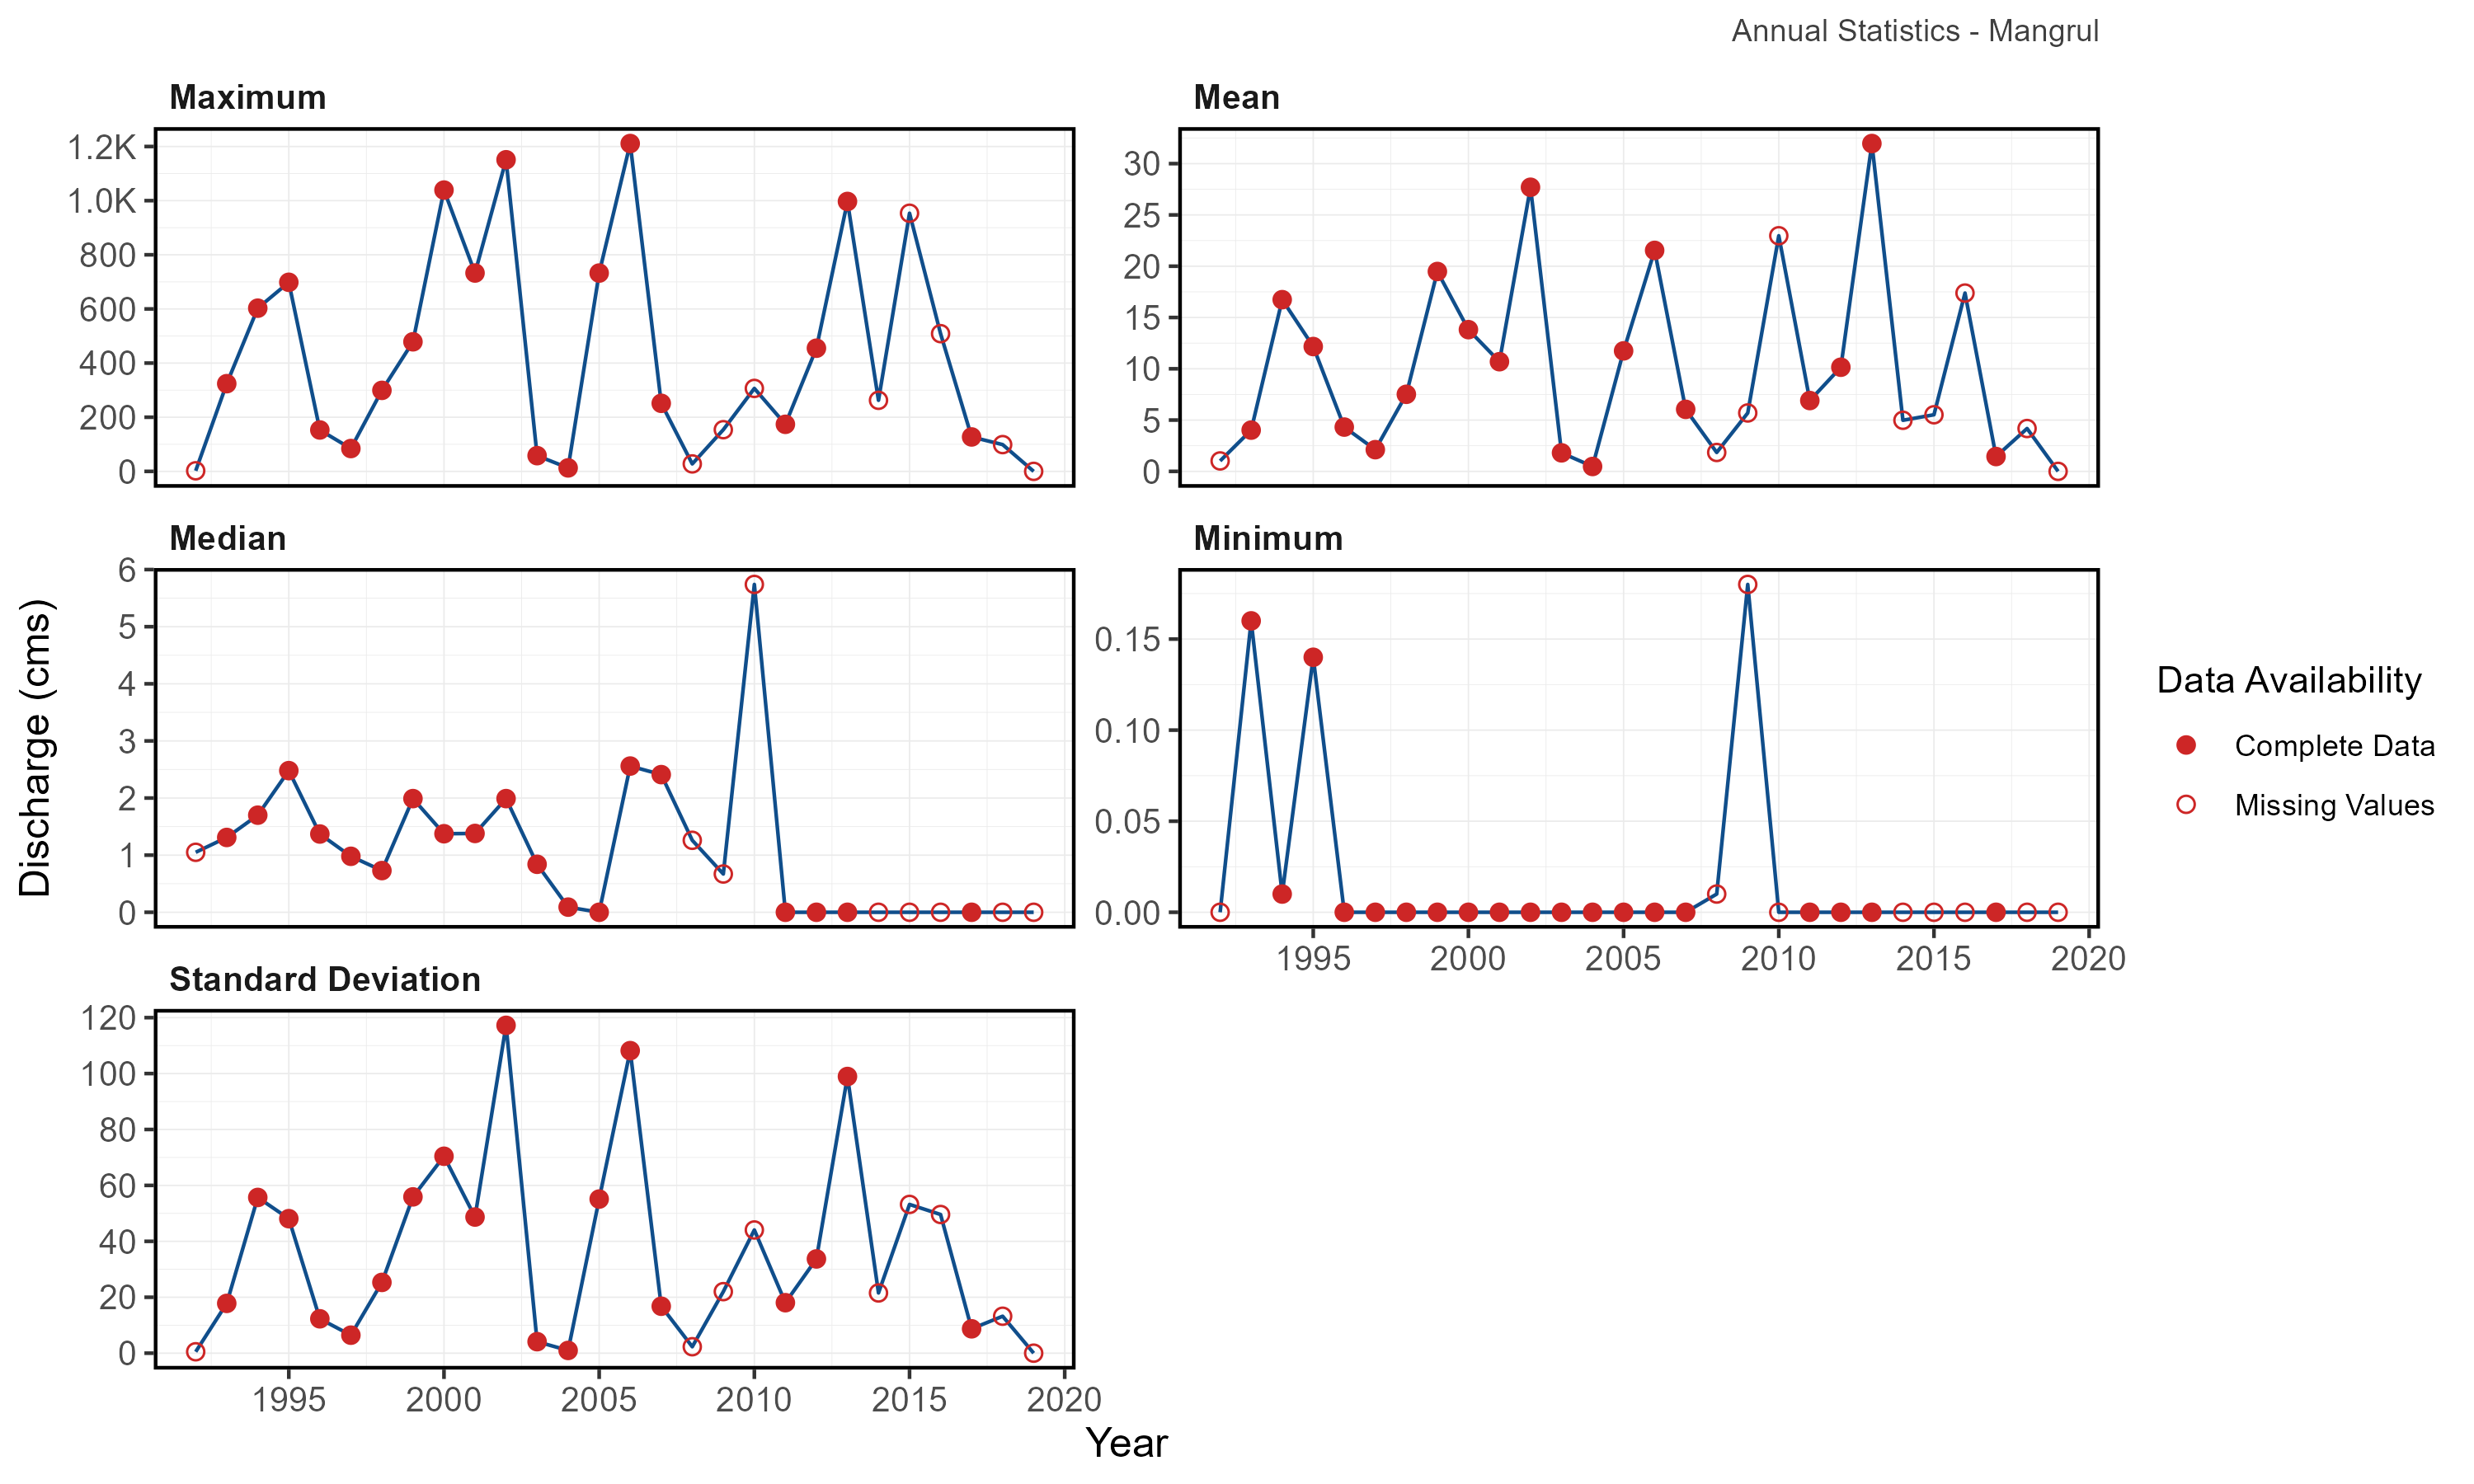 Annual Statistics - Mangrul
Maximum
1.2K
1.0K
800
600
400
200
0
Mean
30
25
20
15
10
5
0
Discharge (cms)
Median
6
5
4
3
2
1
0
Minimum
0.15
0.10
0.05
0.00
1995 2000 2005 2010 2015 2020
Standard Deviation
120
100
80
60
40
20
0
1995 2000 2005 2010 2015 2020
Year
Data Availability
Complete Data
Missing Values